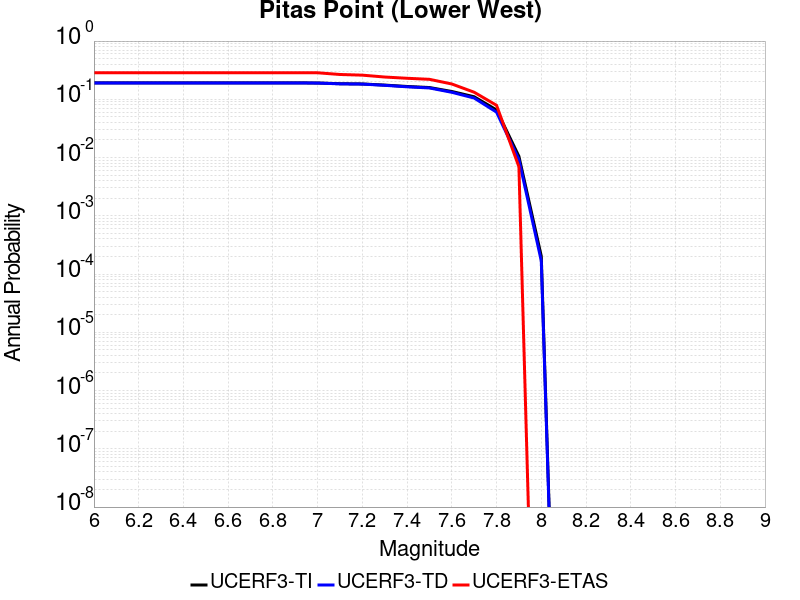 Pitas Point (Lower West)
10^0
10^-1
10^-2
10^-3
10^-4
10^-5
10^-6
10^-7
10^-8
Annual Probability
6 6.2 6.4 6.6 6.8 7 7.2 7.4 7.6 7.8 8 8.2 8.4 8.6 8.8 9
Magnitude
UCERF3-TI UCERF3-TD UCERF3-ETAS